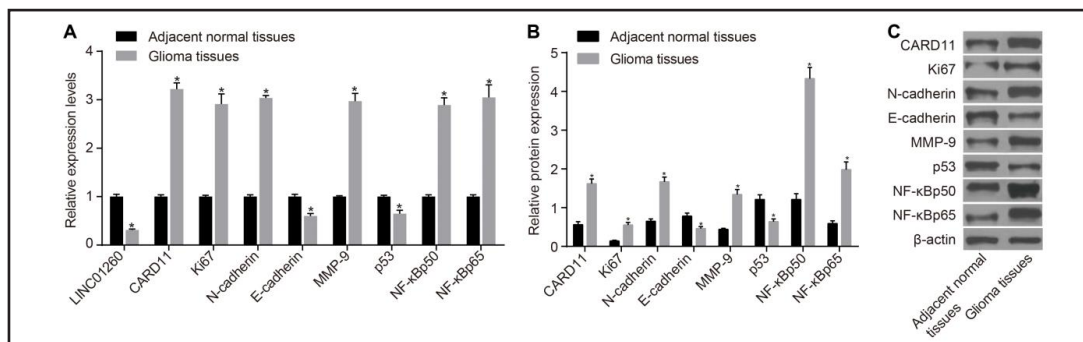 A
Adjacent normal tissues
Glioma tissues
Relative expression levels
4
3
2
1
0
LINC01260
CARD11
Ki67
N-cadherin
E-cadherin
MMP-9
p53
NF-κBp50
NF-κBp65
* * * * * * * * *
B
Adjacent normal tissues
Glioma tissues
Relative protein expression
5
4
3
2
1
0
CARD11
Ki67
N-cadherin
E-cadherin
MMP-9
p53
NF-κBp50
NF-κBp65
* * * * * * * *
C
CARD11
Ki67
N-cadherin
E-cadherin
MMP-9
p53
NF-κBp50
NF-κBp65
β-actin
Adjacent normal
tissues
Glioma tissues